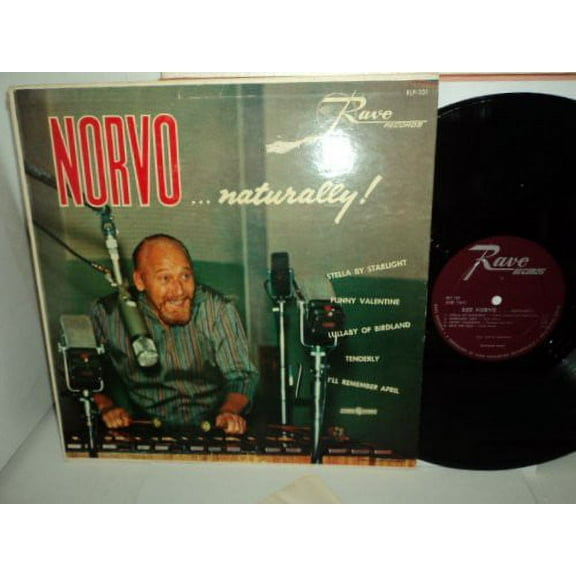 RLP-101
Rave
RECORDS
NORVO
... naturally!
STELLA BY STARLIGHT
FUNNY VALENTINE
LULLABY OF BIRDLAND
TENDERLY
I'LL REMEMBER APRIL
Rave
RECORDS
RED NORVO